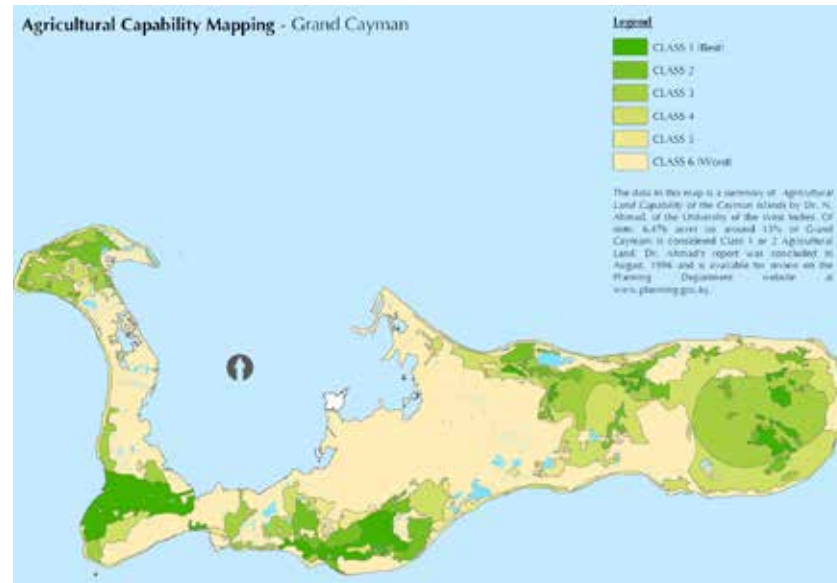 Agricultural Capability Mapping - Grand Cayman
Legend
CLASS 1 (Best)
CLASS 2
CLASS 3
CLASS 4
CLASS 5
CLASS 6 (Worst)
The data in this map is a summary of Agricultural
Land Capability of the Cayman Islands by Dr. N.
Ahmad, of the University of the West Indies. Of
note, 6,476 acres or around 13% of Grand
Cayman is considered Class 1 or 2 Agricultural
Land. Dr. Ahmad's report was concluded in
August, 1996 and is available for review on the
Planning Department website at
www.planning.gov.ky.